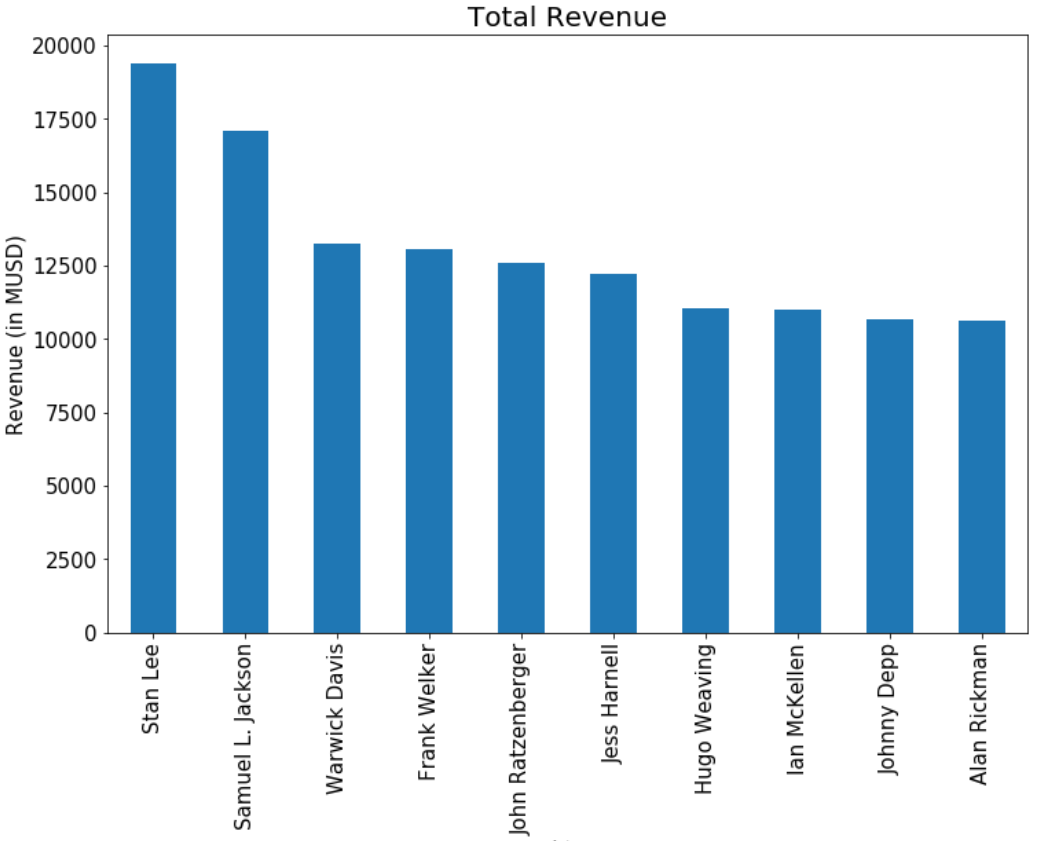 Total Revenue
Revenue (in MUSD)
20000
17500
15000
12500
10000
7500
5000
2500
0
Stan Lee
Samuel L. Jackson
Warwick Davis
Frank Welker
John Ratzenberger
Jess Harnell
Hugo Weaving
Ian McKellen
Johnny Depp
Alan Rickman